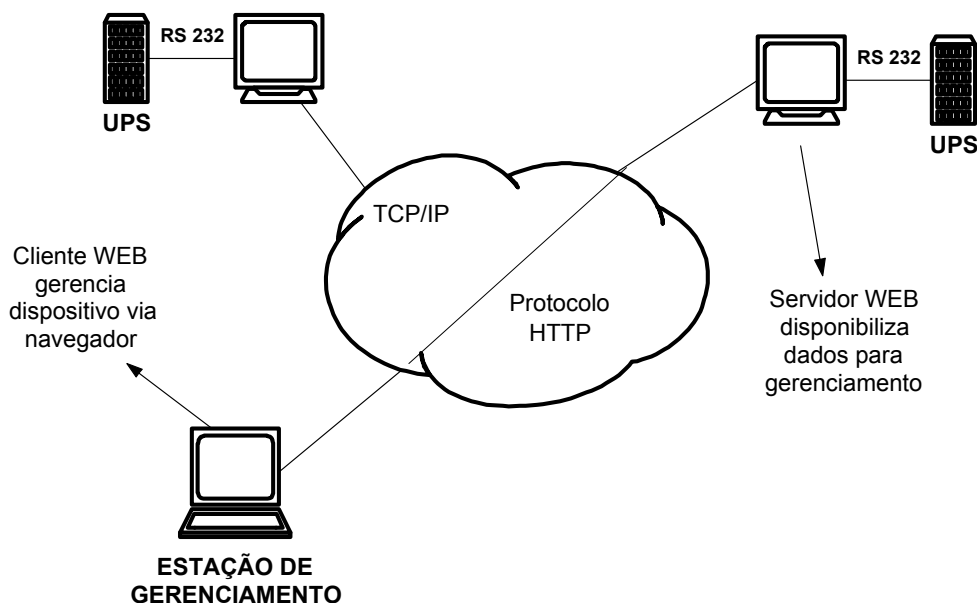 RS 232
UPS
RS 232
UPS
TCP/IP
Cliente WEB
gerencia
dispositivo via
navegador
Protocolo
HTTP
Servidor WEB
disponibiliza
dados para
gerenciamento
ESTAÇÃO DE
GERENCIAMENTO